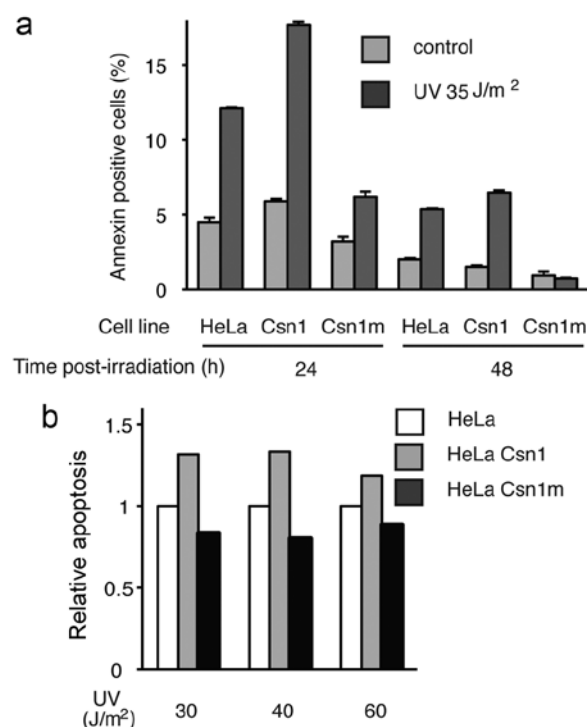 a
control
UV 35 J/m 2
Annexin positive cells (%)
15
10
5
0
Cell line HeLa Csn1 Csn1m HeLa Csn1 Csn1m
Time post-irradiation (h) 24 48
b
HeLa
HeLa Csn1
HeLa Csn1m
Relative apoptosis
1.5
1
0.5
0
UV
(J/m²) 30 40 60